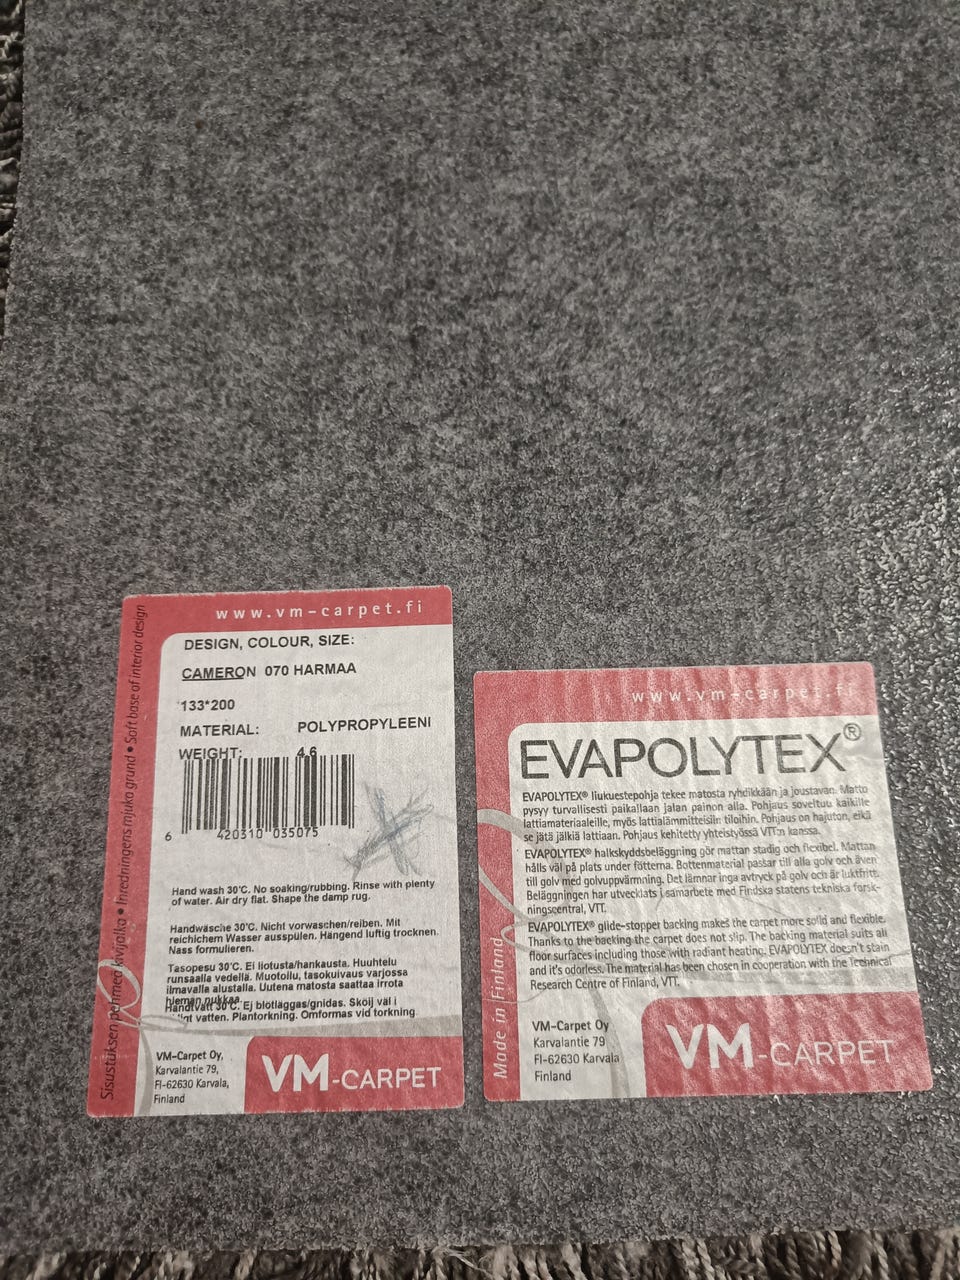 www.vm-carpet.fi
DESIGN, COLOUR, SIZE:
CAMERON 070 HARMAA
133*200
MATERIAL: POLYPROPYLEENI
WEIGHT: 4.6
6 420310 035075
Hand wash 30°C. No soaking/rubbing. Rinse with plenty
of water. Air dry flat. Shape the damp rug.
Handwäsche 30°C. Nicht vorwaschen/reiben. Mit
reichichem Wasser ausspülen. Hängend luftig trocknen.
Nass formulieren.
Tasopesu 30°C. Ei liotusta/hankausta. Huuhtelu
runsaalla vedellä. Muotoilu, tasokuivaus varjossa
ilmavalla alustalla. Uutena matosta saattaa irrota
hieman nukkaa.
Handtvätt 30°C. Ej blötläggas/gnidas. Skölj väl i
vatten. Plantorkning. Omformas vid torkning.
VM-Carpet Oy,
Karvalantie 79,
FI-62630 Karvala,
Finland
VM-CARPET
Sisustuksen pehmeä kivijalka • Inredningens mjuka grund • Soft base of interior design
www.vm-carpet.fi
EVAPOLYTEX®
EVAPOLYTEX® liukuestepohja tekee matosta ryhdikkään ja joustavan. Matto
pysyy turvallisesti paikallaan jalan painon alla. Pohjaus soveltuu kaikille
lattiamateriaaleille, myös lattialämmitteisiin tiloihin. Pohjaus on hajuton, eikä
se jätä jälkiä lattiaan. Pohjaus kehitetty yhteistyössä VTT:n kanssa.
EVAPOLYTEX® halkskyddsbeläggning gör mattan stadig och flexibel. Mattan
hålls väl på plats under fötterna. Bottenmaterial passar till alla golv och även
till golv med golvuppvärmning. Det lämnar inga avtryck på golv och är luktfritt.
Beläggningen har utvecklats i samarbete med Findska statens tekniska forsk-
ningscentral, VTT.
EVAPOLYTEX® glide-stopper backing makes the carpet more solid and flexible.
Thanks to the backing the carpet does not slip. The backing material suits all
floor surfaces including those with radiant heating. EVAPOLYTEX doesn't stain
and it's odorless. The material has been chosen in cooperation with the Technical
Research Centre of Finland, VTT.
Made in Finland
VM-Carpet Oy
Karvalantie 79
FI-62630 Karvala
Finland
VM-CARPET